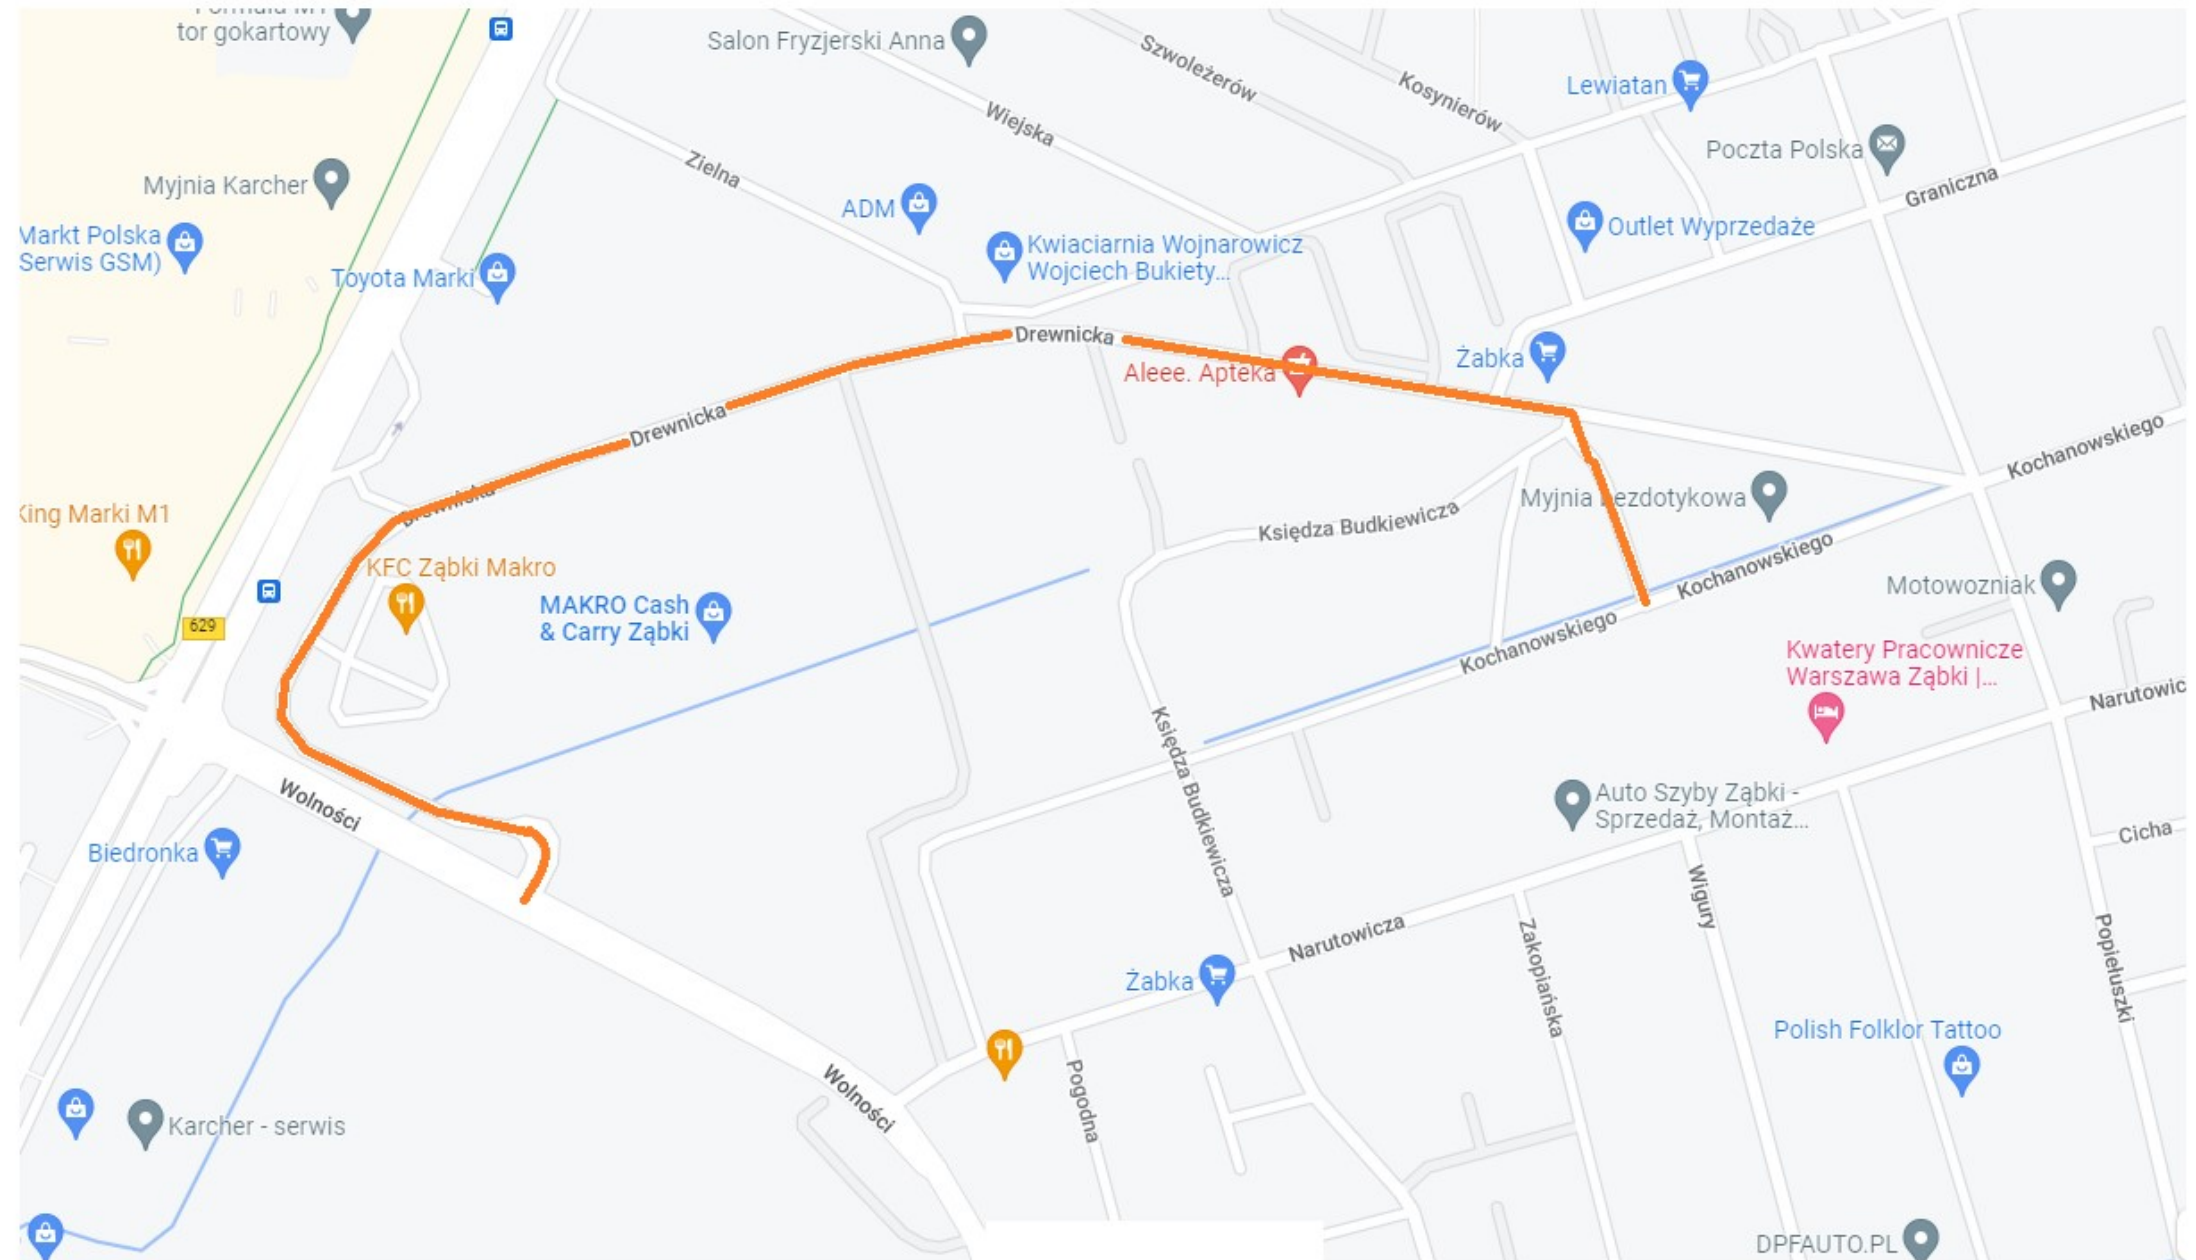 tor gokartowy
Salon Fryzjerski Anna
Szwoleżerów
Kosynierów
Lewiatan
Wiejska
Poczta Polska
Zielna
Myjnia Karcher
Graniczna
ADM
Markt Polska
Serwis GSM)
Kwiaciarnia Wojnarowicz
Wojciech Bukiety...
Outlet Wyprzedaże
Toyota Marki
Drewnicka
Żabka
Aleee. Apteka
Drewnicka
Kochanowskiego
Drewnicka
Myjnia Bezdotykowa
King Marki M1
Księdza Budkiewicza
KFC Ząbki Makro
Kochanowskiego
Motowozniak
MAKRO Cash
& Carry Ząbki
629
Kochanowskiego
Kwatery Pracownicze
Warszawa Ząbki |...
Narutowic
Księdza Budkiewicza
Wolności
Auto Szyby Ząbki -
Sprzedaż, Montaż...
Cicha
Biedronka
Wigury
Narutowicza
Zakopiańska
Popiełuszki
Żabka
Polish Folklor Tattoo
Wolności
Pogodna
Karcher - serwis
DPFAUTO.PL